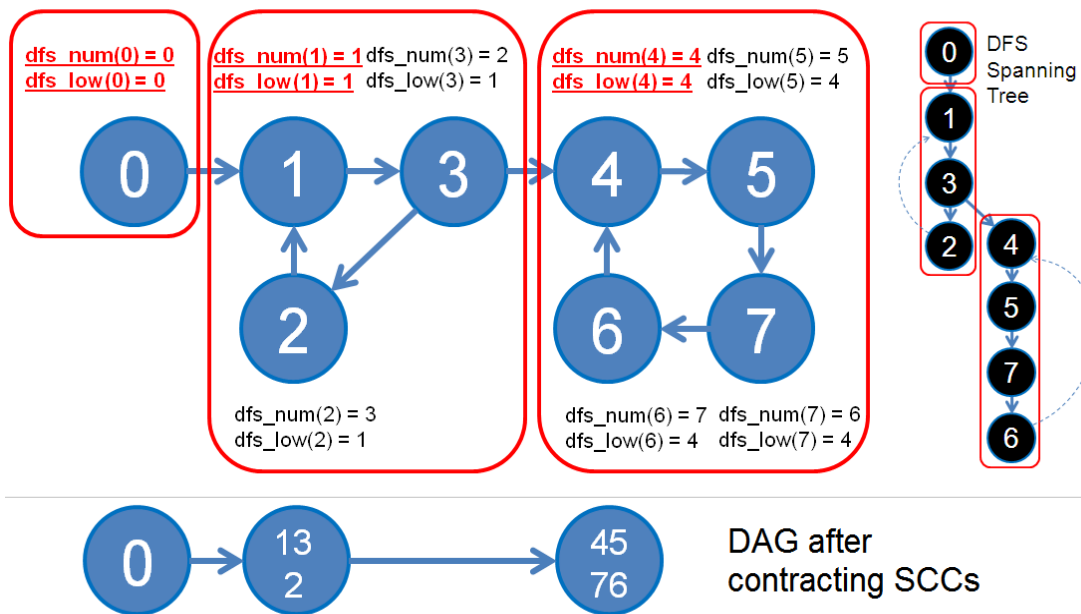 dfs_num(0) = 0
dfs_low(0) = 0
dfs_num(1) = 1 dfs_num(3) = 2
dfs_low(1) = 1 dfs_low(3) = 1
dfs_num(4) = 4 dfs_num(5) = 5
dfs_low(4) = 4 dfs_low(5) = 4
0
1
3
4
5
2
6
7
dfs_num(2) = 3
dfs_low(2) = 1
dfs_num(6) = 7 dfs_num(7) = 6
dfs_low(6) = 4 dfs_low(7) = 4
DFS
Spanning
Tree
0
1
3
2
4
5
7
6
0
13
2
45
76
DAG after
contracting SCCs